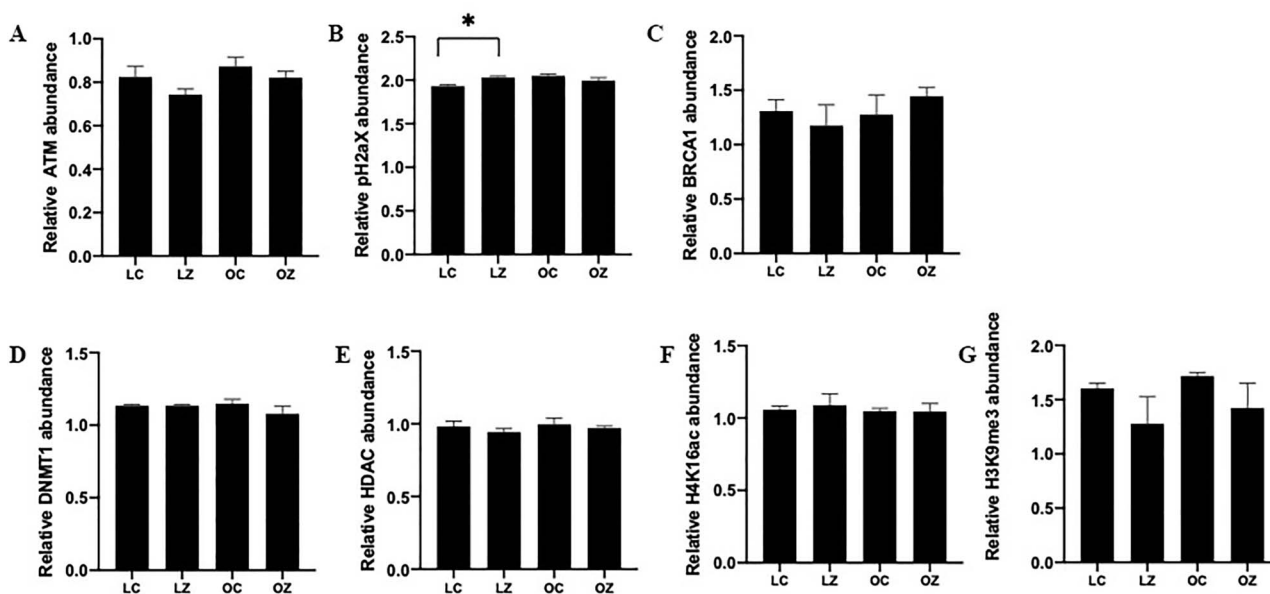 A
Relative ATM abundance
1.0
0.8
0.6
0.4
0.2
0.0
LC LZ OC OZ
B
Relative pH2aX abundance
2.5
2.0
1.5
1.0
0.5
0.0
*
LC LZ OC OZ
C
Relative BRCA1 abundance
2.0
1.5
1.0
0.5
0.0
LC LZ OC OZ
D
Relative DNMT1 abundance
1.5
1.0
0.5
0.0
LC LZ OC OZ
E
Relative HDAC abundance
1.5
1.0
0.5
0.0
LC LZ OC OZ
F
Relative H4K16ac abundance
1.5
1.0
0.5
0.0
LC LZ OC OZ
G
Relative H3K9me3 abundance
2.0
1.5
1.0
0.5
0.0
LC LZ OC OZ